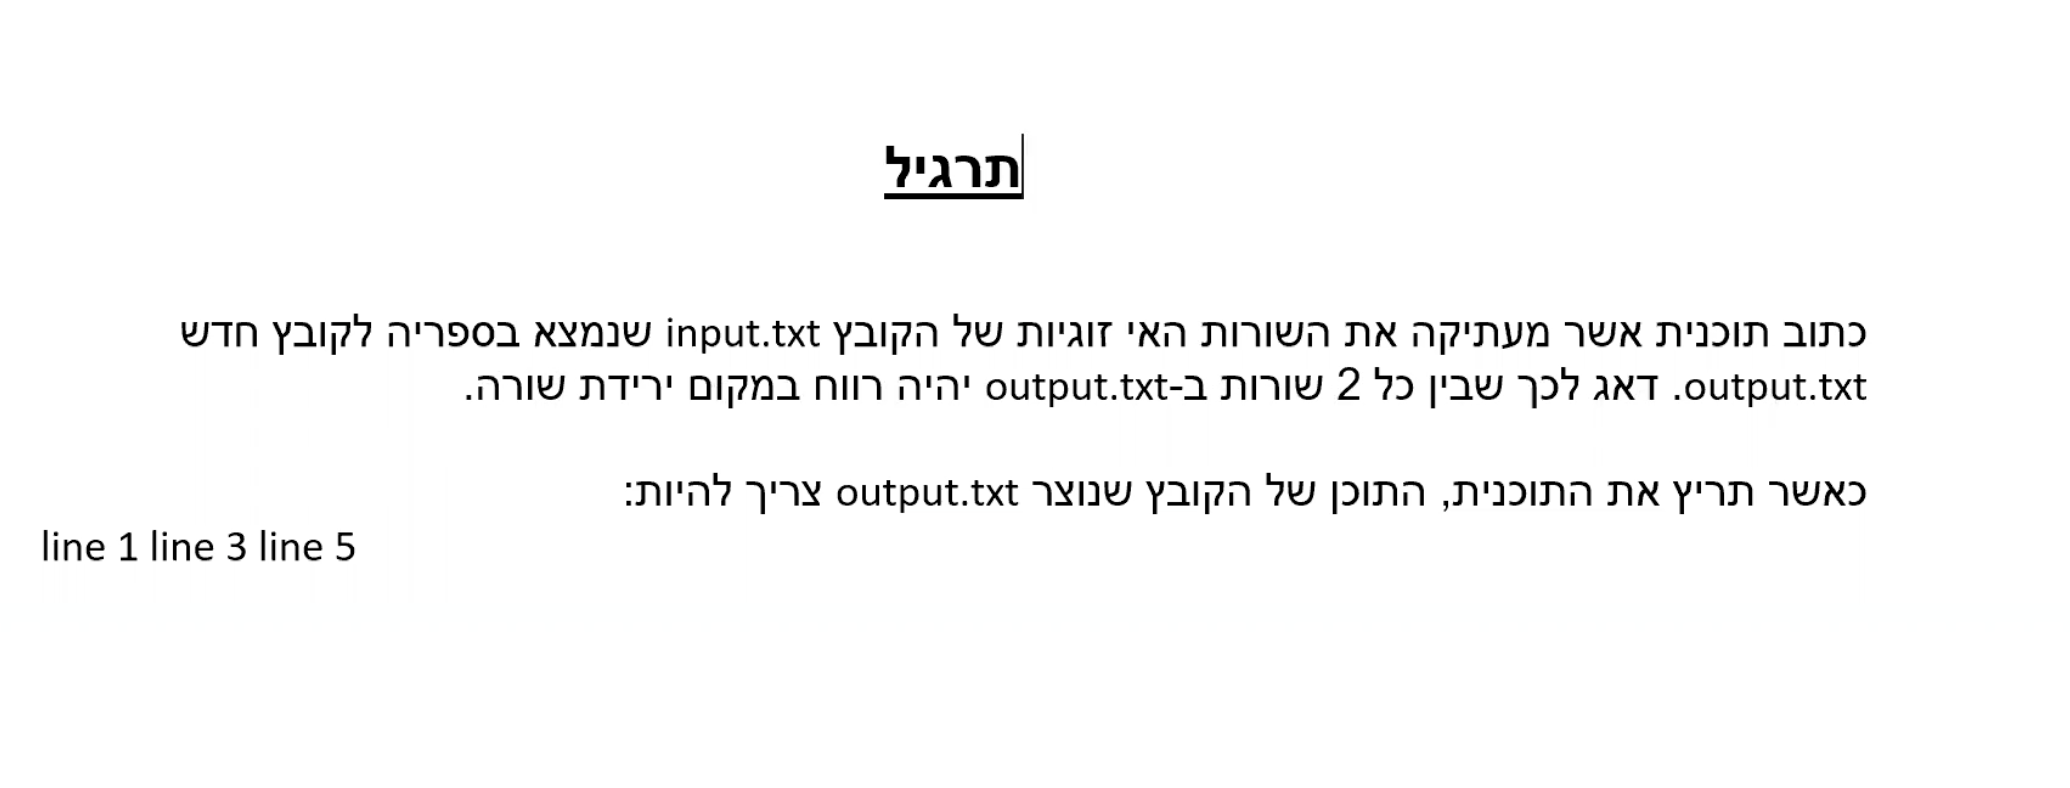 תרגיל
כתוב תוכנית אשר מעתיקה את השורות האי זוגיות של הקובץ input.txt שנמצא בספריה לקובץ חדש
output.txt. דאג לכך שבין כל 2 שורות ב-output.txt יהיה רווח במקום ירידת שורה.
כאשר תריץ את התוכנית, התוכן של הקובץ שנוצר output.txt צריך להיות:
line 1 line 3 line 5